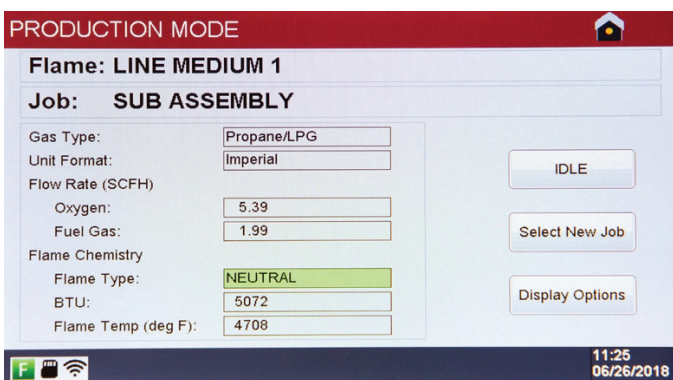 PRODUCTION MODE
Flame: LINE MEDIUM 1
Job: SUB ASSEMBLY
Gas Type: Propane/LPG
Unit Format: Imperial
Flow Rate (SCFH)
Oxygen: 5.39
Fuel Gas: 1.99
Flame Chemistry
Flame Type: NEUTRAL
BTU: 5072
Flame Temp (deg F): 4708
IDLE
Select New Job
Display Options
F
11:25
06/26/2018